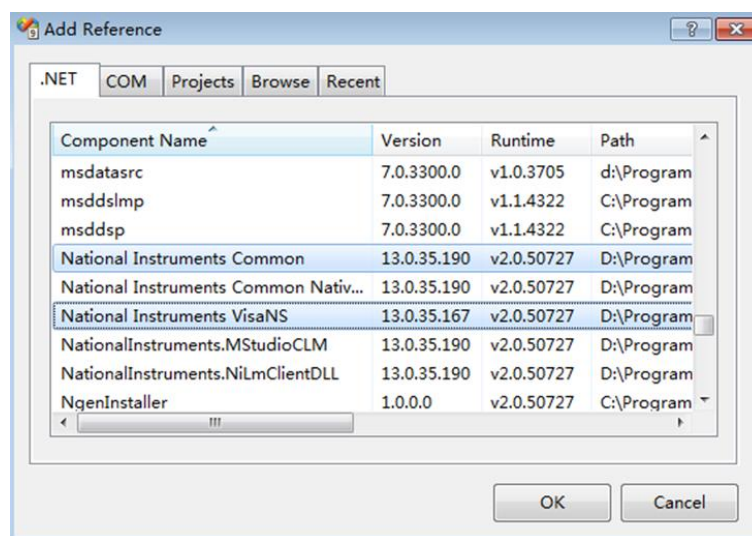 Add Reference
.NET COM Projects Browse Recent
Component Name Version Runtime Path
msdatasrc 7.0.3300.0 v1.0.3705 d:\Program
msddslmp 7.0.3300.0 v1.1.4322 C:\Program
msddsp 7.0.3300.0 v1.1.4322 C:\Program
National Instruments Common 13.0.35.190 v2.0.50727 D:\Program
National Instruments Common Nativ... 13.0.35.190 v2.0.50727 D:\Program
National Instruments VisaNS 13.0.35.167 v2.0.50727 D:\Program
NationalInstruments.MStudioCLM 13.0.35.190 v2.0.50727 D:\Program
NationalInstruments.NiLmClientDLL 13.0.35.190 v2.0.50727 D:\Program
NgenInstaller 1.0.0.0 v2.0.50727 C:\Program
OK Cancel